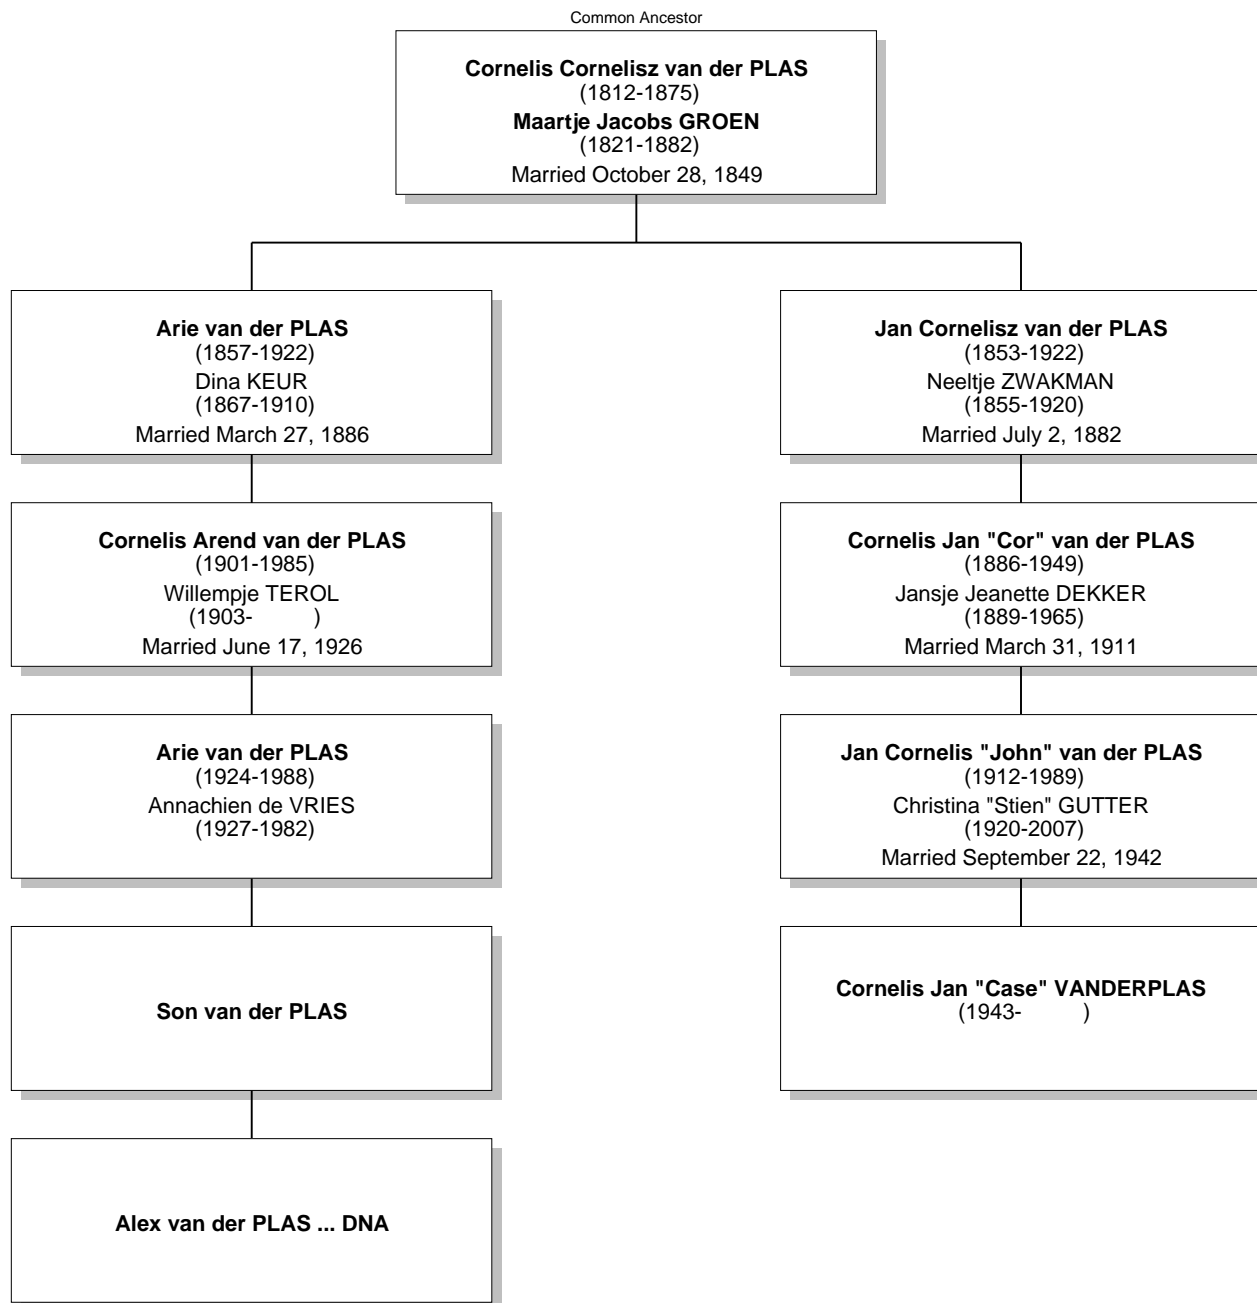 Common Ancestor
Cornelis Cornelisz van der PLAS
(1812-1875)
Maartje Jacobs GROEN
(1821-1882)
Married October 28, 1849
Arie van der PLAS
(1857-1922)
Dina KEUR
(1867-1910)
Married March 27, 1886
Jan Cornelisz van der PLAS
(1853-1922)
Neeltje ZWAKMAN
(1855-1920)
Married July 2, 1882
Cornelis Arend van der PLAS
(1901-1985)
Willempje TEROL
(1903-          )
Married June 17, 1926
Cornelis Jan "Cor" van der PLAS
(1886-1949)
Jansje Jeanette DEKKER
(1889-1965)
Married March 31, 1911
Arie van der PLAS
(1924-1988)
Annachien de VRIES
(1927-1982)
Jan Cornelis "John" van der PLAS
(1912-1989)
Christina "Stien" GUTTER
(1920-2007)
Married September 22, 1942
Son van der PLAS
Cornelis Jan "Case" VANDERPLAS
(1943-          )
Alex van der PLAS ... DNA